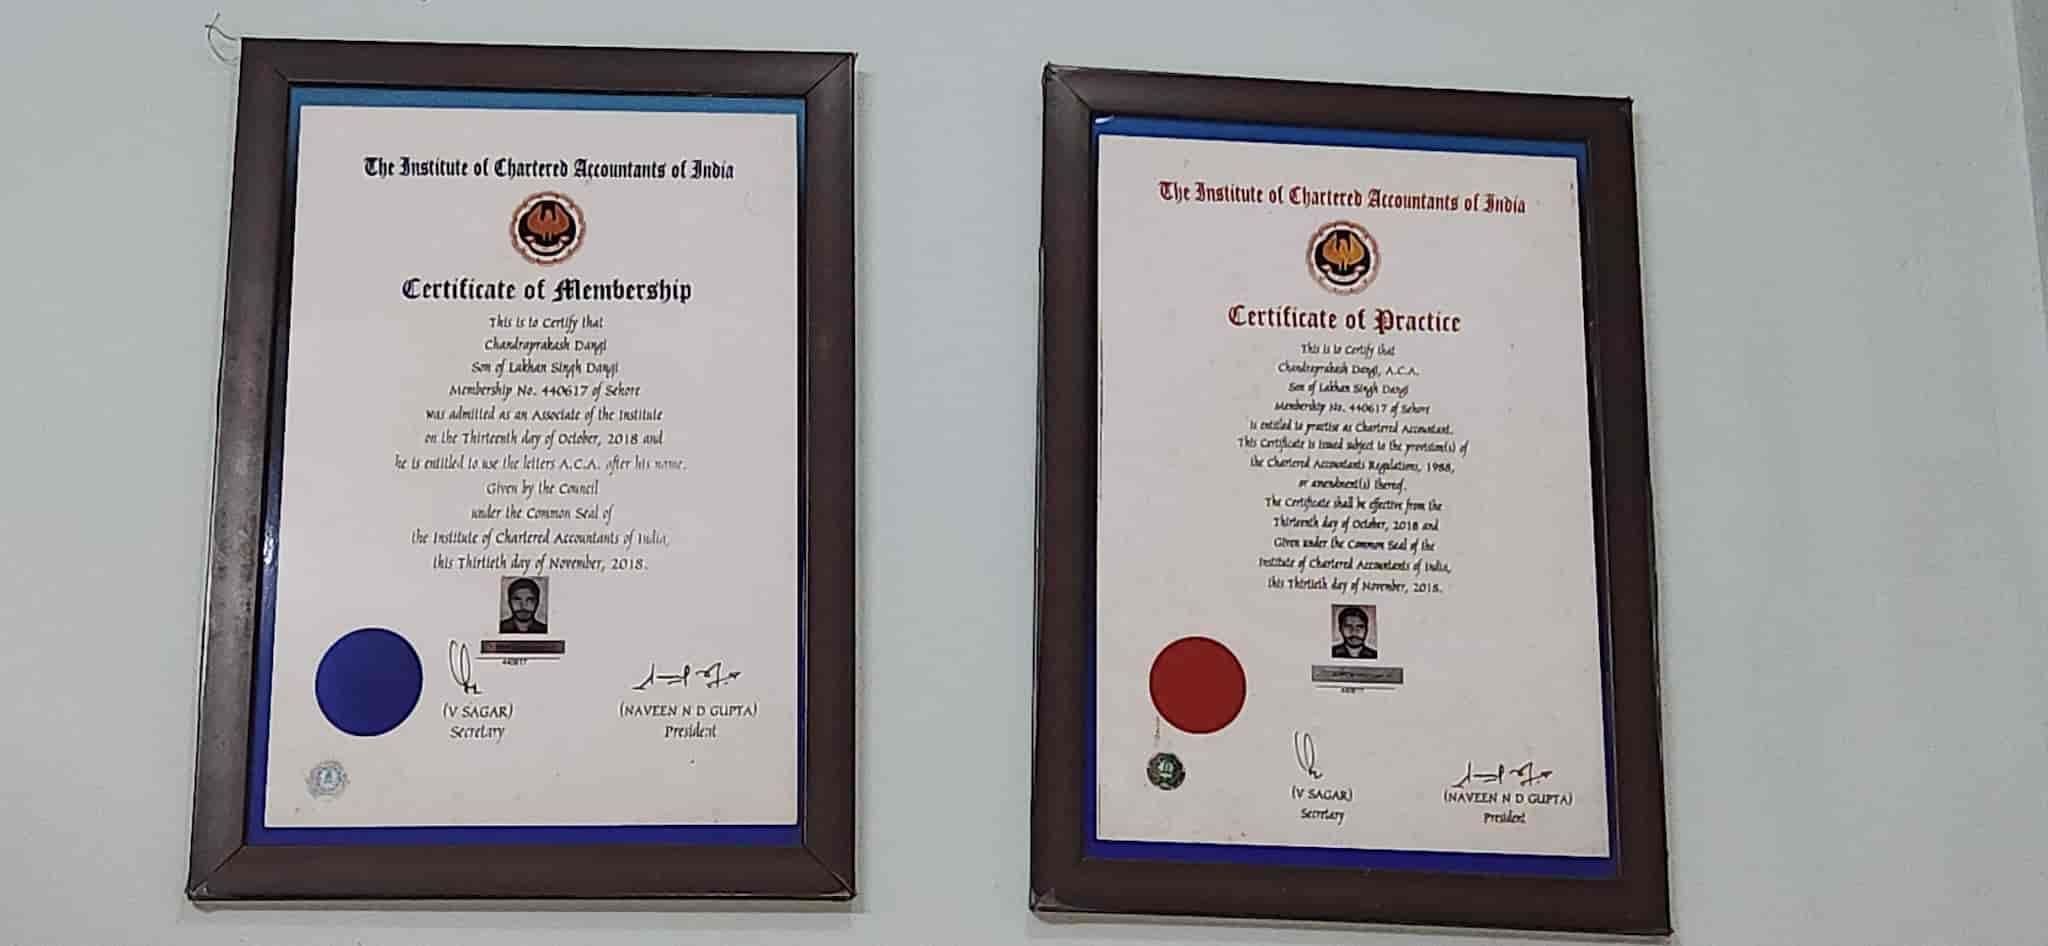 The Institute of Chartered Accountants of India
Certificate of Membership
This is to Certify that
Chandraprakash Dangi
Son of Lakhan Singh Dangi
Membership No. 440617 of Sehore
was admitted as an Associate of the Institute
on the Thirteenth day of October, 2018 and
he is entitled to use the letters A.C.A. after his name.
Given by the Council
under the Common Seal of
the Institute of Chartered Accountants of India,
this Thirtieth day of November, 2018.
440617
(V SAGAR)
Secretary
(NAVEEN N D GUPTA)
President
The Institute of Chartered Accountants of India
Certificate of Practice
This is to Certify that
Chandraprakash Dangi, A.C.A.
Son of Lakhan Singh Dangi
Membership No. 440617 of Sehore
is entitled to practise as Chartered Accountant.
This Certificate is issued subject to the provision(s) of
the Chartered Accountants Regulations, 1988,
or amendment(s) thereof.
The Certificate shall be effective from the
Thirteenth day of October, 2018 and
Given under the Common Seal of the
Institute of Chartered Accountants of India,
this Thirtieth day of November, 2018.
440617
(V SAGAR)
Secretary
(NAVEEN N D GUPTA)
President